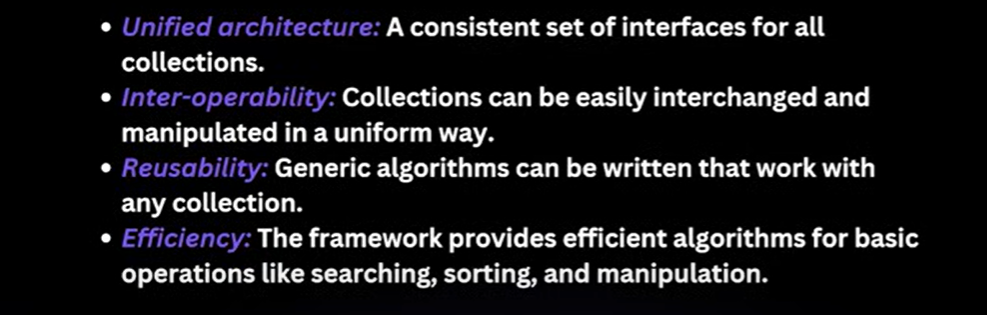 • Unified architecture: A consistent set of interfaces for all
collections.
• Inter-operability: Collections can be easily interchanged and
manipulated in a uniform way.
• Reusability: Generic algorithms can be written that work with
any collection.
• Efficiency: The framework provides efficient algorithms for basic
operations like searching, sorting, and manipulation.